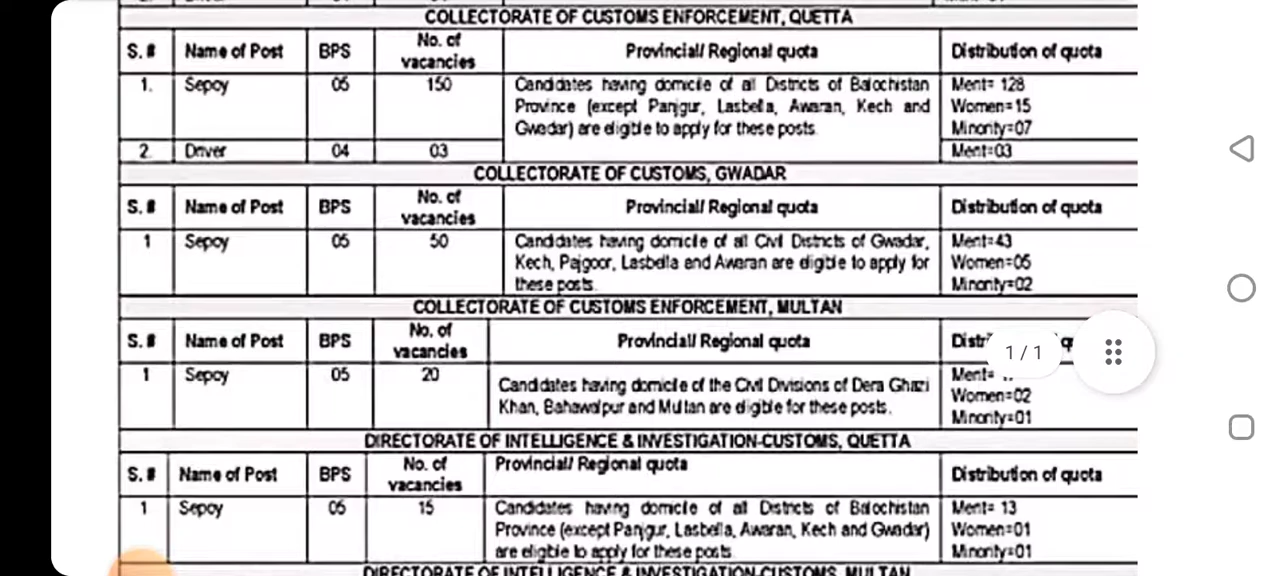 COLLECTORATE OF CUSTOMS ENFORCEMENT, QUETTA
S. # Name of Post BPS No. of vacancies Provincial/ Regional quota Distribution of quota
1. Sepoy 05 150 Candidates having domicile of all Districts of Balochistan
Province (except Panjgur, Lasbella, Awaran, Kech and
Gwadar) are eligible to apply for these posts.
Merit= 128
Women=15
Minority=07
2. Driver 04 03 Merit=03
COLLECTORATE OF CUSTOMS, GWADAR
S. # Name of Post BPS No. of vacancies Provincial/ Regional quota Distribution of quota
1 Sepoy 05 50 Candidates having domicile of all Civil Districts of Gwadar,
Kech, Pajgoor, Lasbella and Awaran are eligible to apply for
these posts.
Merit=43
Women=05
Minority=02
COLLECTORATE OF CUSTOMS ENFORCEMENT, MULTAN
S. # Name of Post BPS No. of vacancies Provincial/ Regional quota
1 / 1
1 Sepoy 05 20 Candidates having domicile of the Civil Divisions of Dera Ghazi
Khan, Bahawalpur and Multan are eligible for these posts.
Merit=
Women=02
Minority=01
DIRECTORATE OF INTELLIGENCE & INVESTIGATION-CUSTOMS, QUETTA
S. # Name of Post BPS No. of vacancies Provincial/ Regional quota Distribution of quota
1 Sepoy 05 15 Candidates having domicile of all Districts of Balochistan
Province (except Panjgur, Lasbella, Awaran, Kech and Gwadar)
are eligible to apply for these posts.
Merit= 13
Women=01
Minority=01
DIRECTORATE OF INTELLIGENCE & INVESTIGATION-CUSTOMS, MULTAN